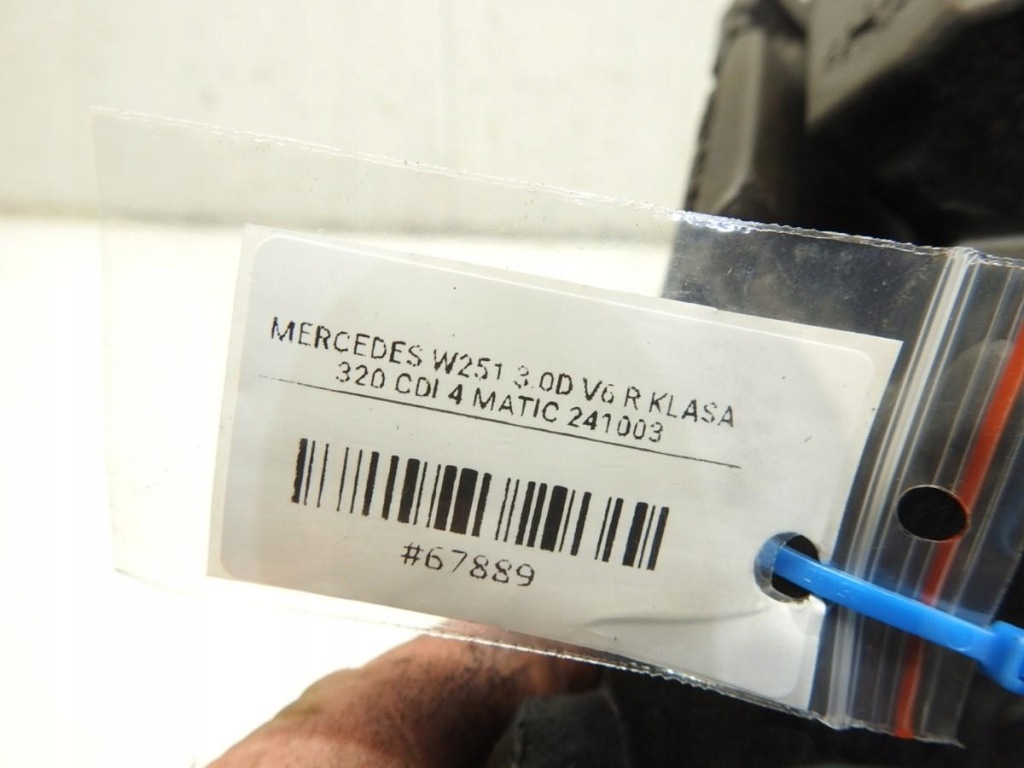 MERCEDES W251 3.0D V6 R KLASA
320 CDI 4 MATIC 241003
#67889